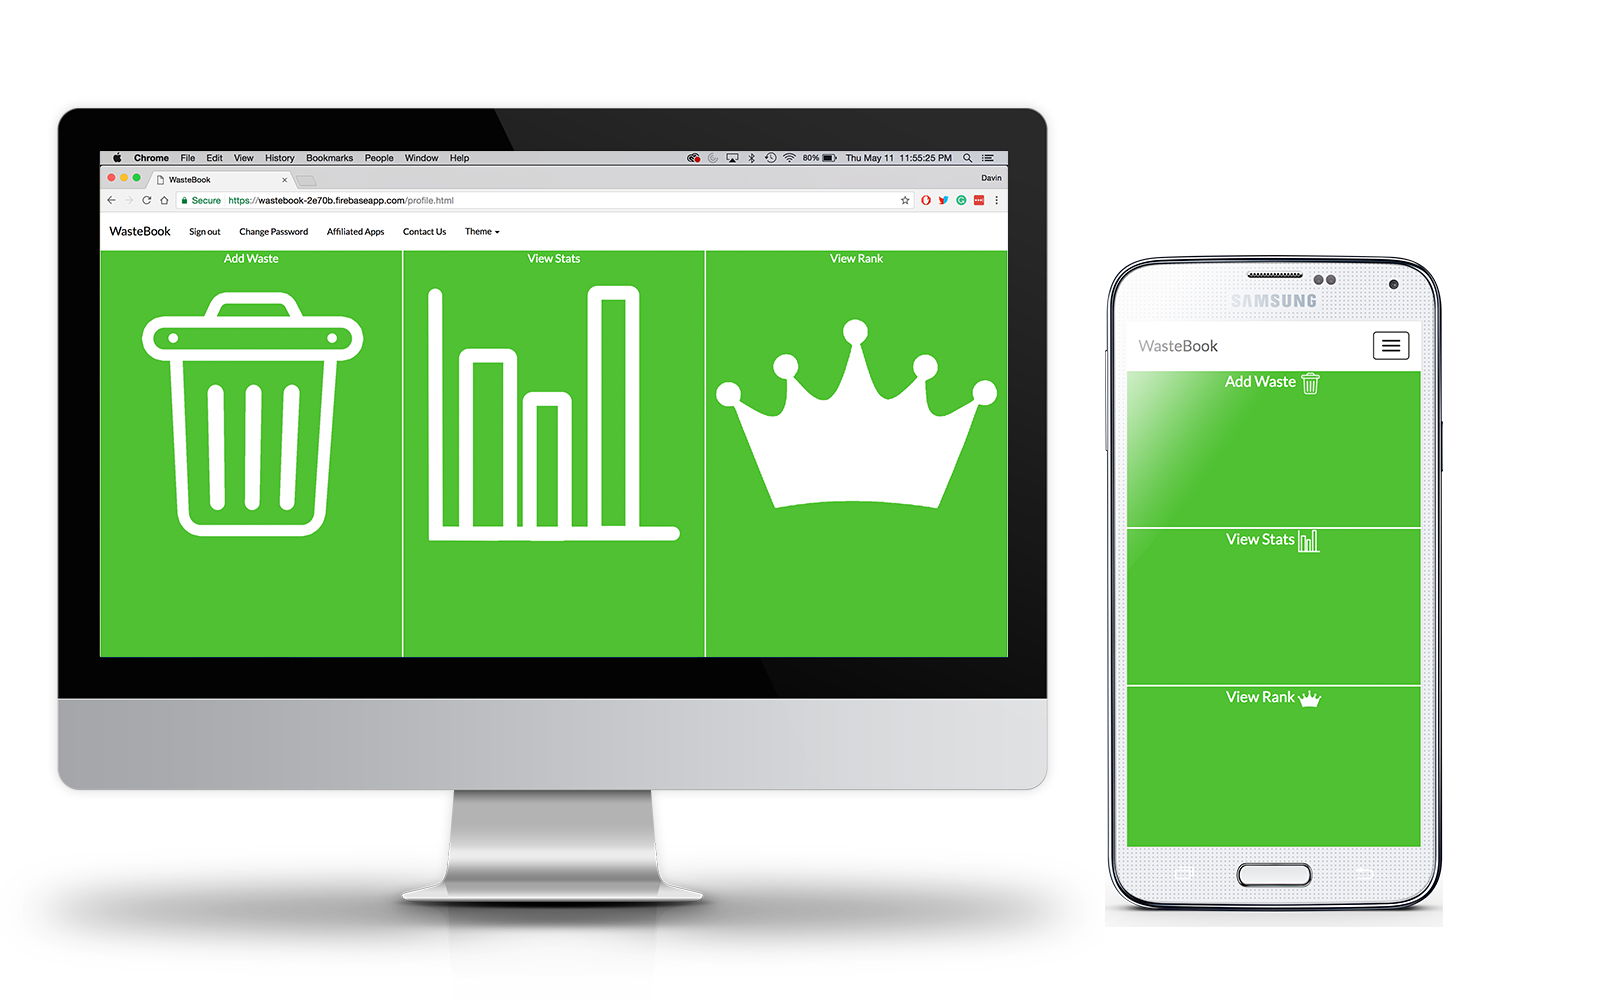 Chrome File Edit View History Bookmarks People Window Help 80% Thu May 11 11:55:25 PM
WasteBook Davin
Secure https://wastebook-2e70b.firebaseapp.com/profile.html
WasteBook Sign out Change Password Affiliated Apps Contact Us Theme
Add Waste View Stats View Rank
SAMSUNG
WasteBook
Add Waste
View Stats
View Rank